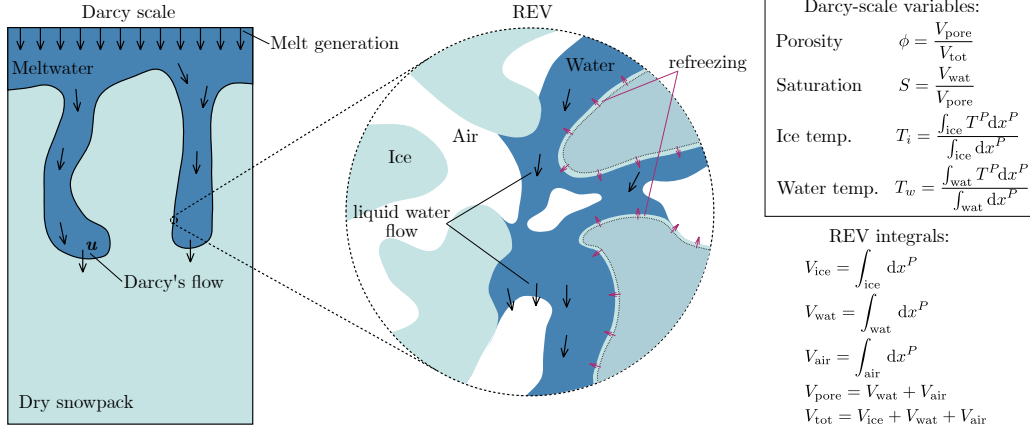 Darcy scale
Melt generation
Meltwater
u
Darcy's flow
Dry snowpack
REV
Water
refreezing
Air
Ice
liquid water
flow
Darcy-scale variables:
Porosity ϕ = V_pore / V_tot
Saturation S = V_wat / V_pore
Ice temp. T_i = ∫_ice T^P dx^P / ∫_ice dx^P
Water temp. T_w = ∫_wat T^P dx^P / ∫_wat dx^P
REV integrals:
V_ice = ∫_ice dx^P
V_wat = ∫_wat dx^P
V_air = ∫_air dx^P
V_pore = V_wat + V_air
V_tot = V_ice + V_wat + V_air